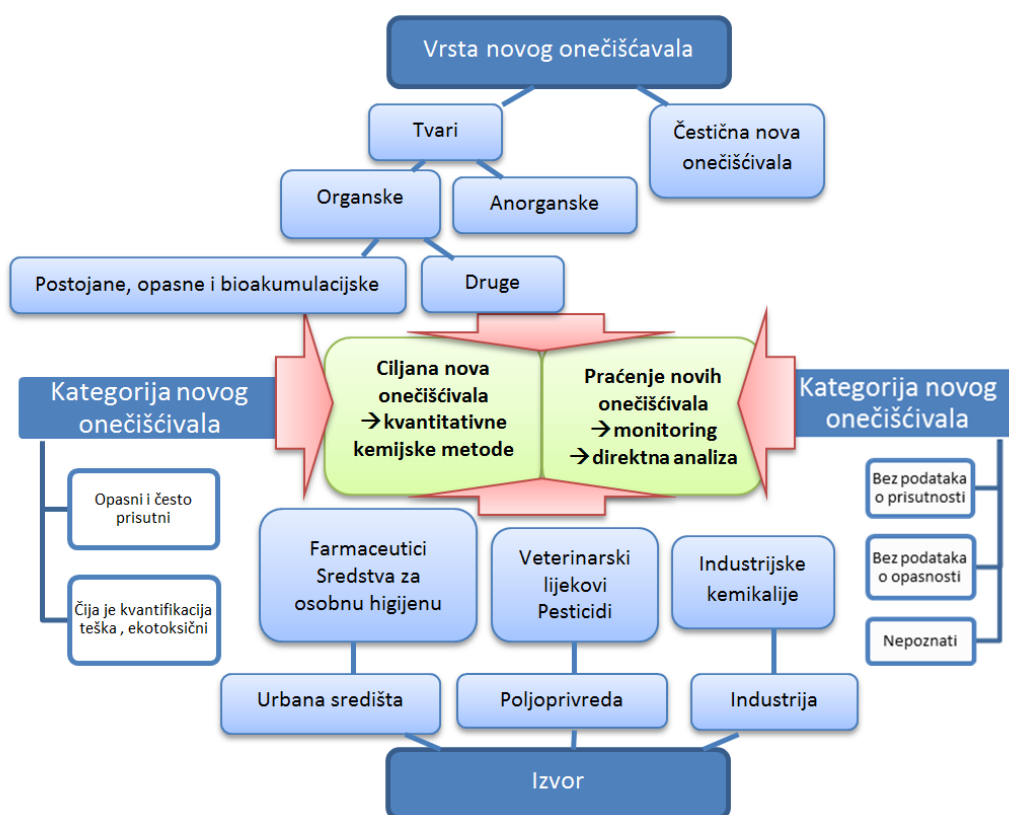 Vrsta novog onečišćavala
Tvari
Čestična nova
onečišćivala
Organske
Anorganske
Postojane, opasne i bioakumulacijske
Druge
Kategorija novog
onečišćivala
Opasni i često
prisutni
Čija je kvantifikacija
teška , ekotoksični
Ciljana nova
onečišćivala
→kvantitativne
kemijske metode
Praćenje novih
onečišćivala
→monitoring
→direktna analiza
Kategorija novog
onečišćivala
Bez podataka
o prisutnosti
Bez podataka
o opasnosti
Nepoznati
Farmaceutici
Sredstva za
osobnu higijenu
Veterinarski
lijekovi
Pesticidi
Industrijske
kemikalije
Urbana središta
Poljoprivreda
Industrija
Izvor